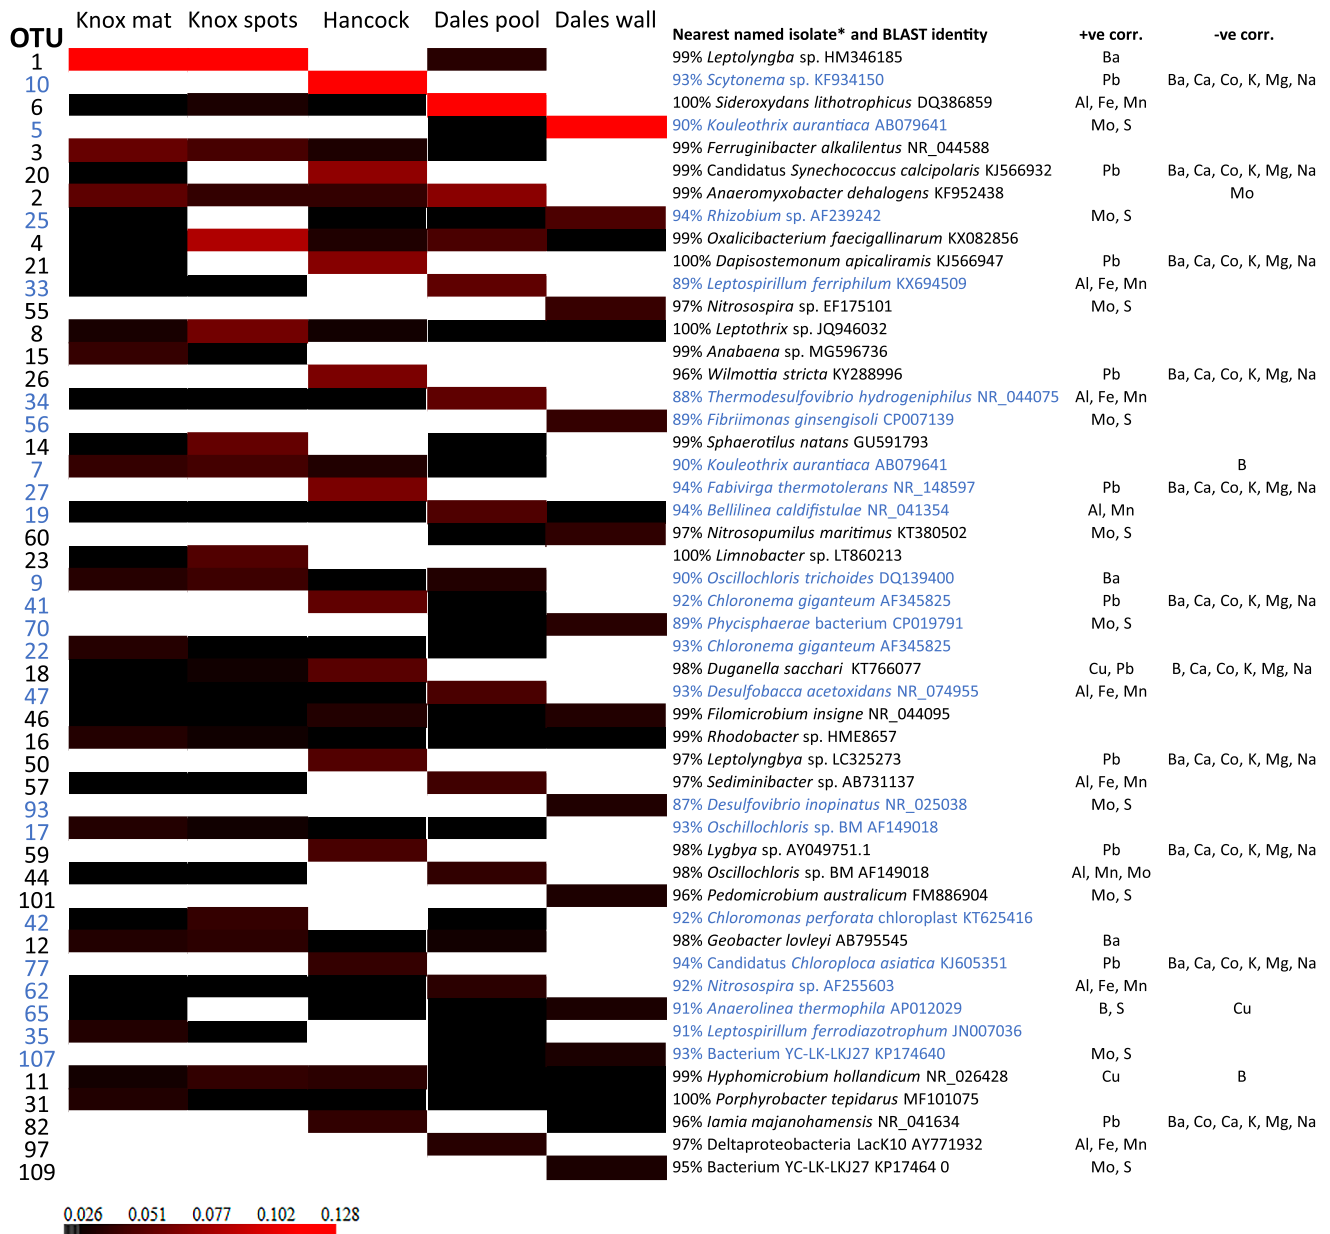 Knox mat Knox spots Hancock Dales pool Dales wall
OTU Nearest named isolate* and BLAST identity +ve corr. -ve corr.
1 99% Leptolyngba sp. HM346185 Ba
10 93% Scytonema sp. KF934150 Pb Ba, Ca, Co, K, Mg, Na
6 100% Sideroxydans lithotrophicus DQ386859 Al, Fe, Mn
5 90% Kouleothrix aurantiaca AB079641 Mo, S
3 99% Ferruginibacter alkalilentus NR_044588
20 99% Candidatus Synechococcus calcipolaris KJ566932 Pb Ba, Ca, Co, K, Mg, Na
2 99% Anaeromyxobacter dehalogens KF952438 Mo
25 94% Rhizobium sp. AF239242 Mo, S
4 99% Oxalicibacterium faecigallinarum KX082856
21 100% Dapisostemonum apicaliramis KJ566947 Pb Ba, Ca, Co, K, Mg, Na
33 89% Leptospirillum ferriphilum KX694509 Al, Fe, Mn
55 97% Nitrosospira sp. EF175101 Mo, S
8 100% Leptothrix sp. JQ946032
15 99% Anabaena sp. MG596736
26 96% Wilmottia stricta KY288996 Pb Ba, Ca, Co, K, Mg, Na
34 88% Thermodesulfovibrio hydrogeniphilus NR_044075 Al, Fe, Mn
56 89% Fibriimonas ginsengisoli CP007139 Mo, S
14 99% Sphaerotilus natans GU591793
7 90% Kouleothrix aurantiaca AB079641 B
27 94% Fabivirga thermotolerans NR_148597 Pb Ba, Ca, Co, K, Mg, Na
19 94% Bellilinea caldifistulae NR_041354 Al, Mn
60 97% Nitrosopumilus maritimus KT380502 Mo, S
23 100% Limnobacter sp. LT860213
9 90% Oscillochloris trichoides DQ139400 Ba
41 92% Chloronema giganteum AF345825 Pb Ba, Ca, Co, K, Mg, Na
70 89% Phycisphaerae bacterium CP019791 Mo, S
22 93% Chloronema giganteum AF345825
18 98% Duganella sacchari KT766077 Cu, Pb B, Ca, Co, K, Mg, Na
47 93% Desulfobacca acetoxidans NR_074955 Al, Fe, Mn
46 99% Filomicrobium insigne NR_044095
16 99% Rhodobacter sp. HME8657
50 97% Leptolyngbya sp. LC325273 Pb Ba, Ca, Co, K, Mg, Na
57 97% Sediminibacter sp. AB731137 Al, Fe, Mn
93 87% Desulfovibrio inopinatus NR_025038 Mo, S
17 93% Oschillochloris sp. BM AF149018
59 98% Lygbya sp. AY049751.1 Pb Ba, Ca, Co, K, Mg, Na
44 98% Oscillochloris sp. BM AF149018 Al, Mn, Mo
101 96% Pedomicrobium australicum FM886904 Mo, S
42 92% Chloromonas perforata chloroplast KT625416
12 98% Geobacter lovleyi AB795545 Ba
77 94% Candidatus Chloroploca asiatica KJ605351 Pb Ba, Ca, Co, K, Mg, Na
62 92% Nitrosospira sp. AF255603 Al, Fe, Mn
65 91% Anaerolinea thermophila AP012029 B, S Cu
35 91% Leptospirillum ferrodiazotrophum JN007036
107 93% Bacterium YC-LK-LKJ27 KP174640 Mo, S
11 99% Hyphomicrobium hollandicum NR_026428 Cu B
31 100% Porphyrobacter tepidarus MF101075
82 96% Iamia majanohamensis NR_041634 Pb Ba, Co, Ca, K, Mg, Na
97 97% Deltaproteobacteria LacK10 AY771932 Al, Fe, Mn
109 95% Bacterium YC-LK-LKJ27 KP17464 0 Mo, S
0.026 0.051 0.077 0.102 0.128